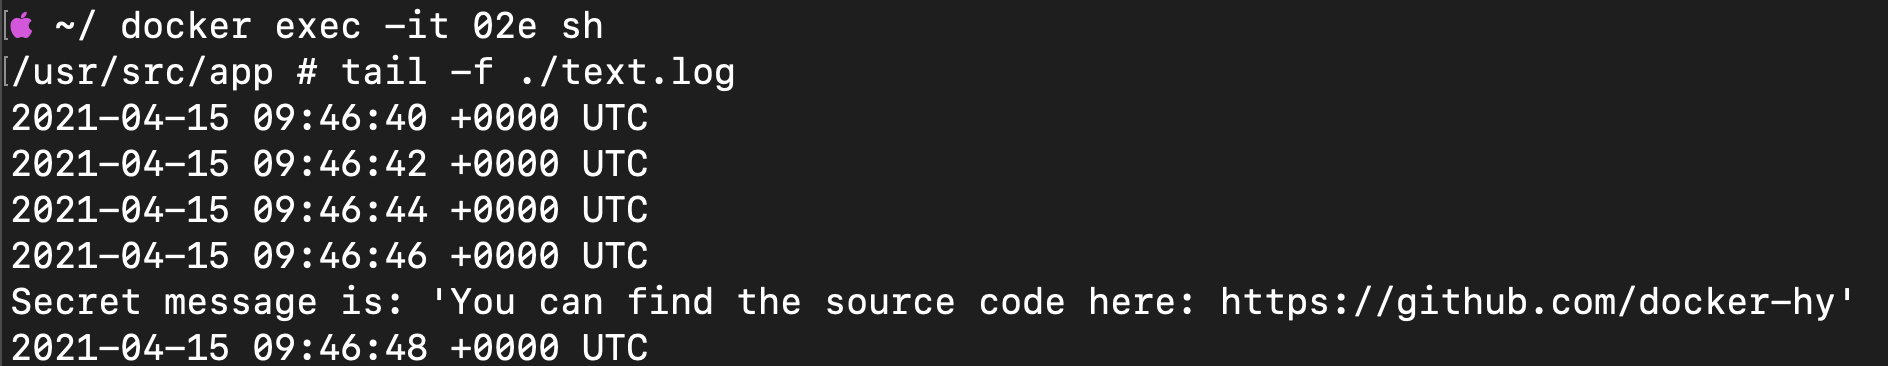 ~/ docker exec -it 02e sh
/usr/src/app # tail -f ./text.log
2021-04-15 09:46:40 +0000 UTC
2021-04-15 09:46:42 +0000 UTC
2021-04-15 09:46:44 +0000 UTC
2021-04-15 09:46:46 +0000 UTC
Secret message is: 'You can find the source code here: https://github.com/docker-hy'
2021-04-15 09:46:48 +0000 UTC